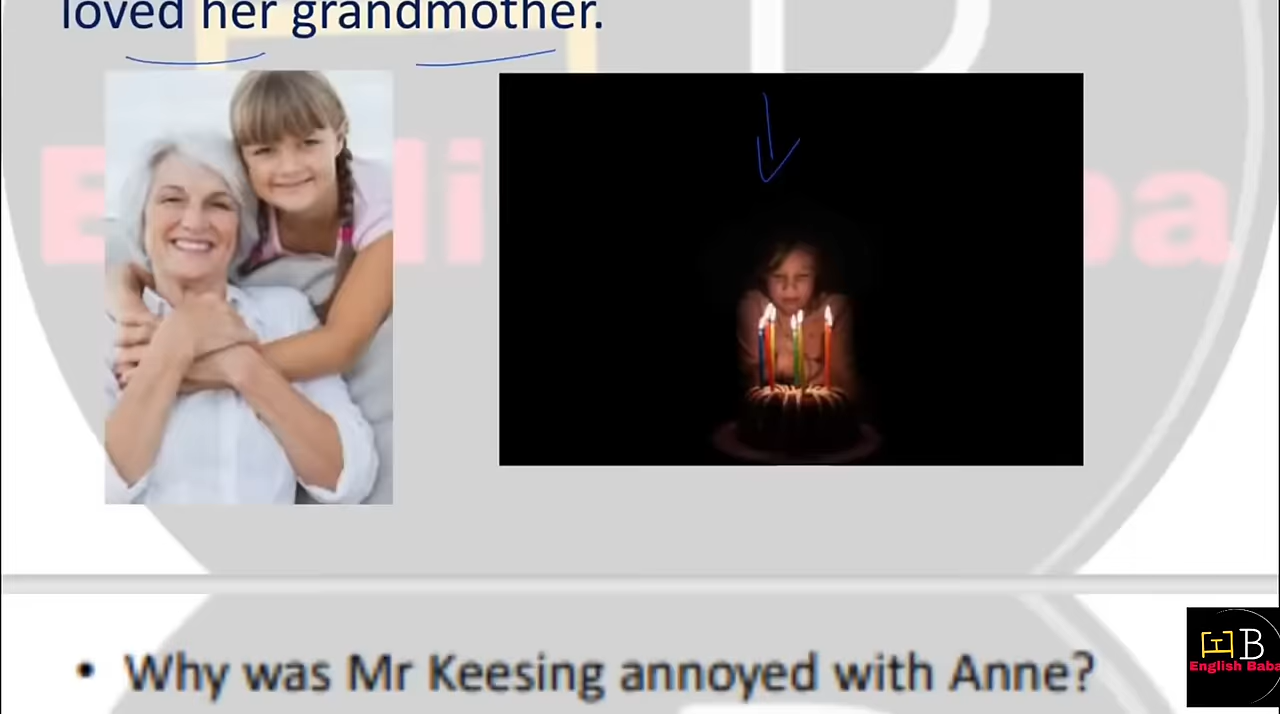 loved her grandmother.
• Why was Mr Keesing annoyed with Anne?
B
English Baba